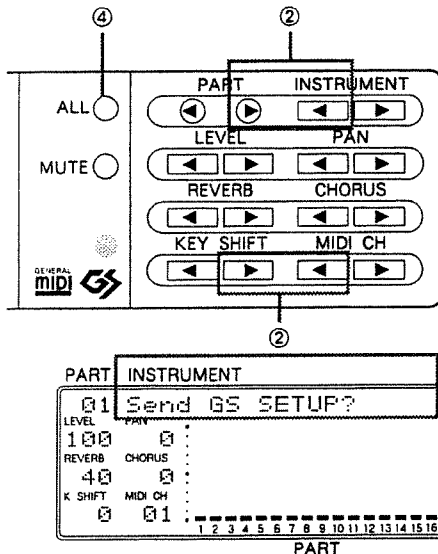 ④ ②
PART INSTRUMENT
ALL
LEVEL PAN
MUTE
REVERB CHORUS
KEY SHIFT MIDI CH
GENERAL
MIDI GS
②
PART INSTRUMENT
01 Send GS SETUP?
LEVEL PAN
100 0
REVERB CHORUS
40 0
K SHIFT MIDI CH
0 01
1 2 3 4 5 6 7 8 9 10 11 12 13 14 15 16
PART